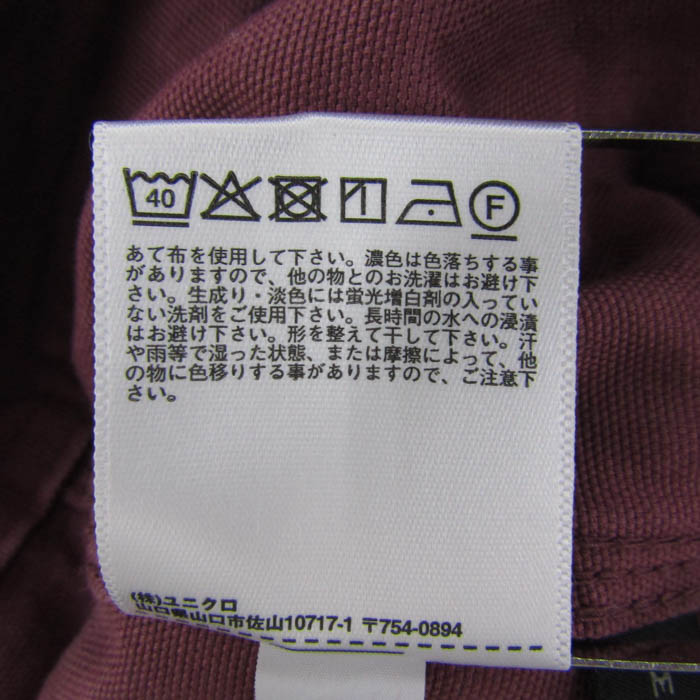 40 F
あて布を使用して下さい。濃色は色落ちする事
がありますので、他の物とのお洗濯はお避け下
さい。生成り・淡色には蛍光増白剤の入ってい
ない洗剤をご使用下さい。長時間の水への浸漬
はお避け下さい。形を整えて干して下さい。汗
や雨等で湿った状態、または摩擦によって、他
の物に色移りする事がありますので、ご注意下
さい。
(株)ユニクロ
山口県山口市佐山10717-1 〒754-0894
M